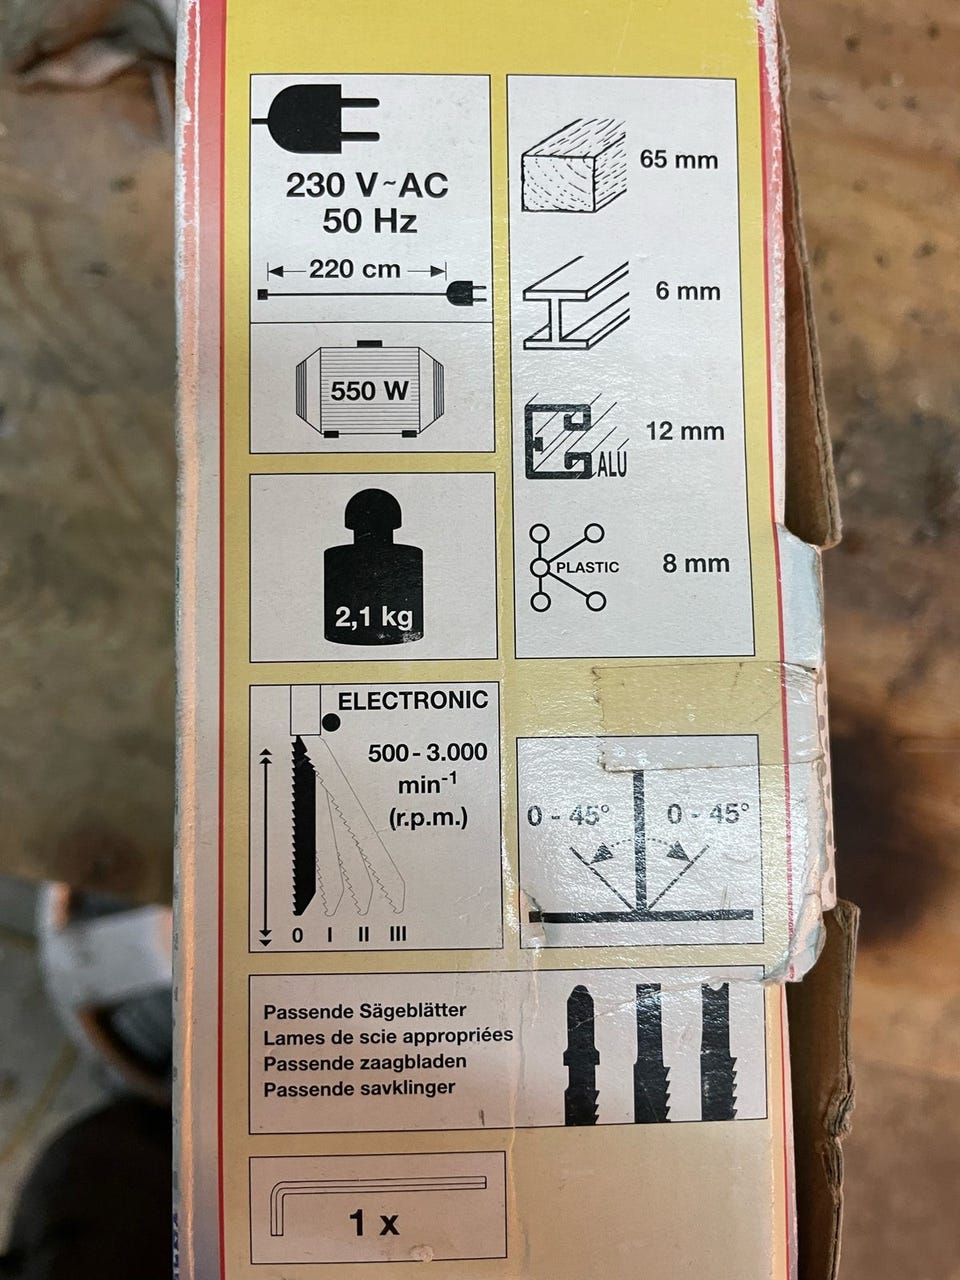 230 V~AC
50 Hz
220 cm
550 W
2,1 kg
ELECTRONIC
500 - 3.000
min-1
(r.p.m.)
0 I II III
65 mm
6 mm
ALU 12 mm
PLASTIC 8 mm
0 - 45° 0 - 45°
Passende Sägeblätter
Lames de scie appropriées
Passende zaagbladen
Passende savklinger
1 x